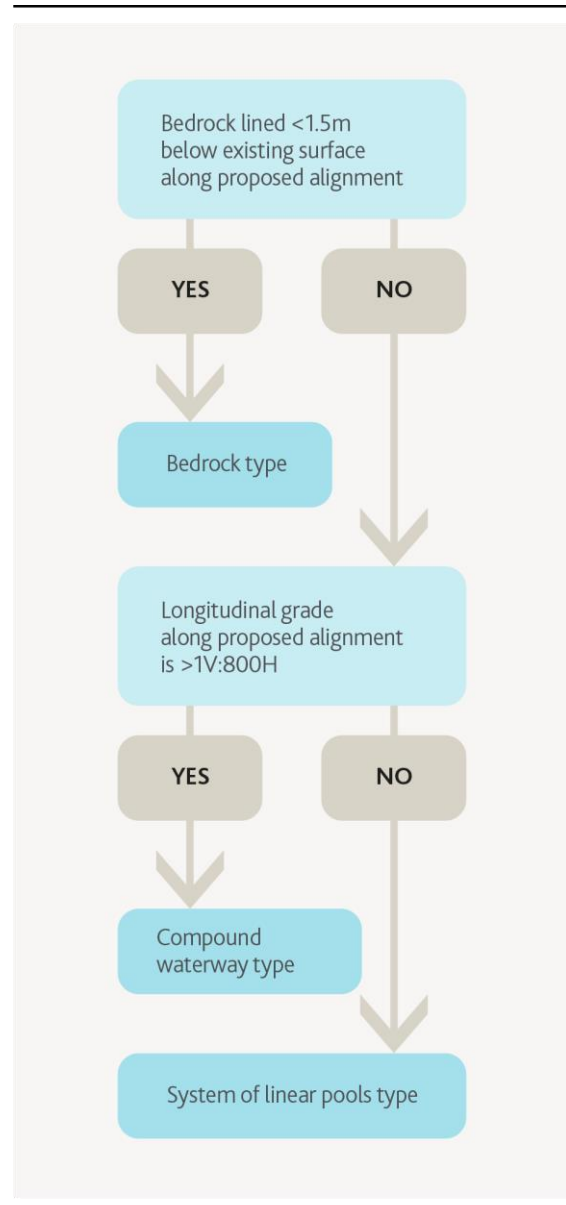 Bedrock lined <1.5m
below existing surface
along proposed alignment
YES
NO
Bedrock type
Longitudinal grade
along proposed alignment
is >1V:800H
YES
NO
Compound
waterway type
System of linear pools type